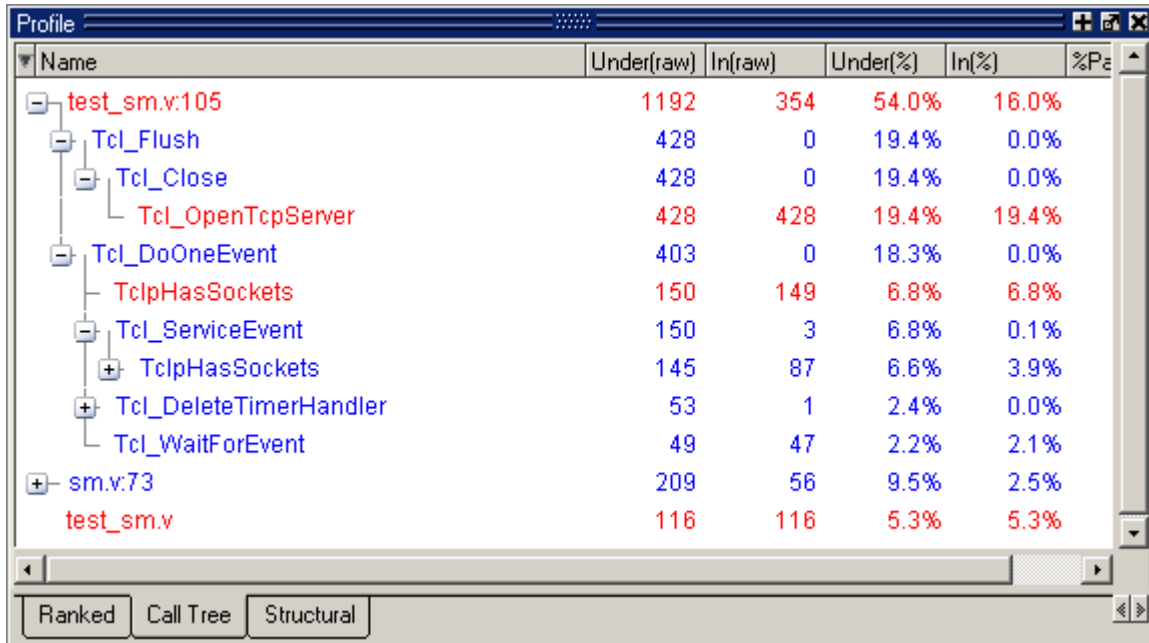 Profile
Name Under(raw) In(raw) Under(%) In(%) %Pa
test_sm.v:105 1192 354 54.0% 16.0%
Tcl_Flush 428 0 19.4% 0.0%
Tcl_Close 428 0 19.4% 0.0%
Tcl_OpenTcpServer 428 428 19.4% 19.4%
Tcl_DoOneEvent 403 0 18.3% 0.0%
TclpHasSockets 150 149 6.8% 6.8%
Tcl_ServiceEvent 150 3 6.8% 0.1%
TclpHasSockets 145 87 6.6% 3.9%
Tcl_DeleteTimerHandler 53 1 2.4% 0.0%
Tcl_WaitForEvent 49 47 2.2% 2.1%
sm.v:73 209 56 9.5% 2.5%
test_sm.v 116 116 5.3% 5.3%
Ranked Call Tree Structural